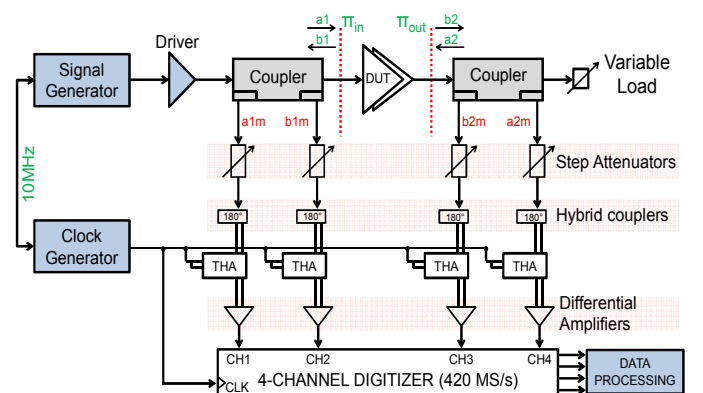 a1
b1
Πin
Πout
b2
a2
Driver
Signal
Generator
Coupler
DUT
Coupler
Variable
Load
a1m
b1m
b2m
a2m
Step Attenuators
10MHz
180°
180°
180°
180°
Hybrid couplers
Clock
Generator
THA
THA
THA
THA
Differential
Amplifiers
CH1
CH2
CH3
CH4
CLK
4-CHANNEL DIGITIZER (420 MS/s)
DATA
PROCESSING